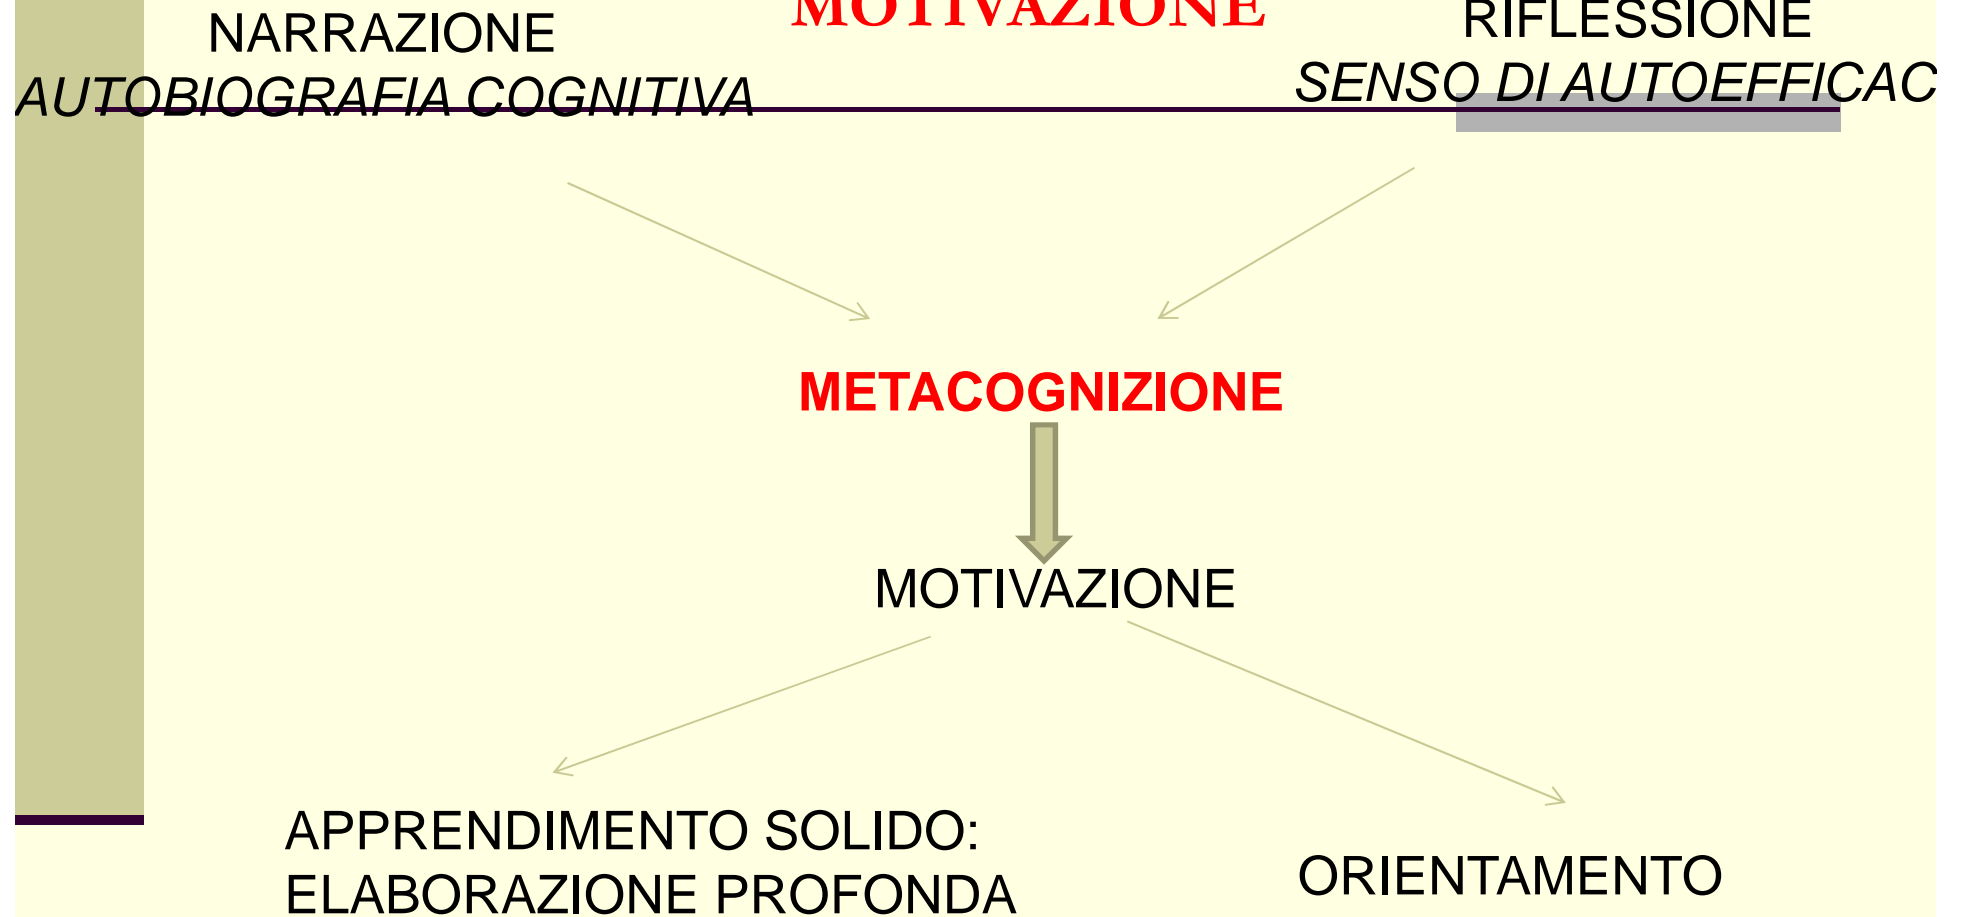 MOTIVAZIONE
NARRAZIONE
AUTOBIOGRAFIA COGNITIVA
RIFLESSIONE
SENSO DI AUTOEFFICAC
METACOGNIZIONE
MOTIVAZIONE
APPRENDIMENTO SOLIDO:
ELABORAZIONE PROFONDA
ORIENTAMENTO